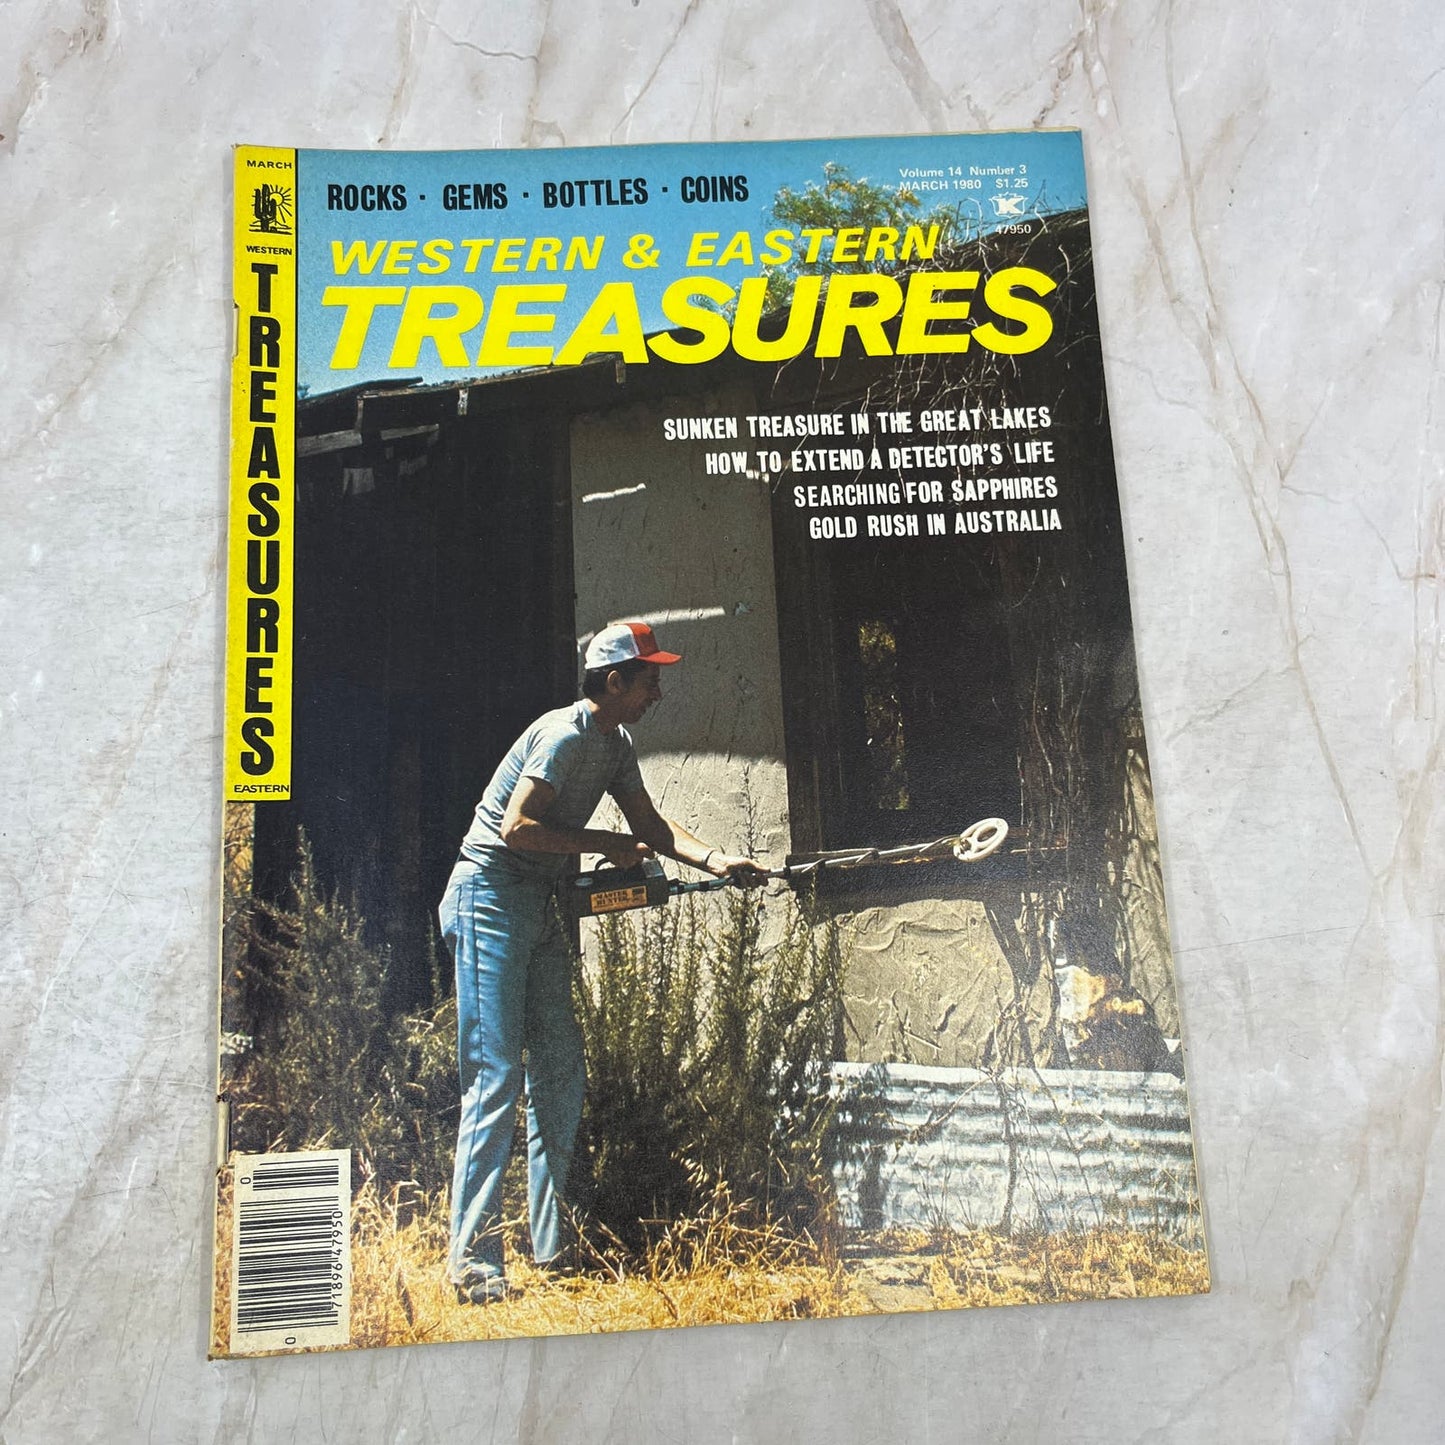 MARCH
WESTERN
TREASURES
EASTERN
ROCKS · GEMS · BOTTLES · COINS
Volume 14 Number 3
MARCH 1980 $1.25
K
47950
WESTERN & EASTERN
TREASURES
SUNKEN TREASURE IN THE GREAT LAKES
HOW TO EXTEND A DETECTOR'S LIFE
SEARCHING FOR SAPPHIRES
GOLD RUSH IN AUSTRALIA
MASTER
HUNTER
0
71896 47950
0